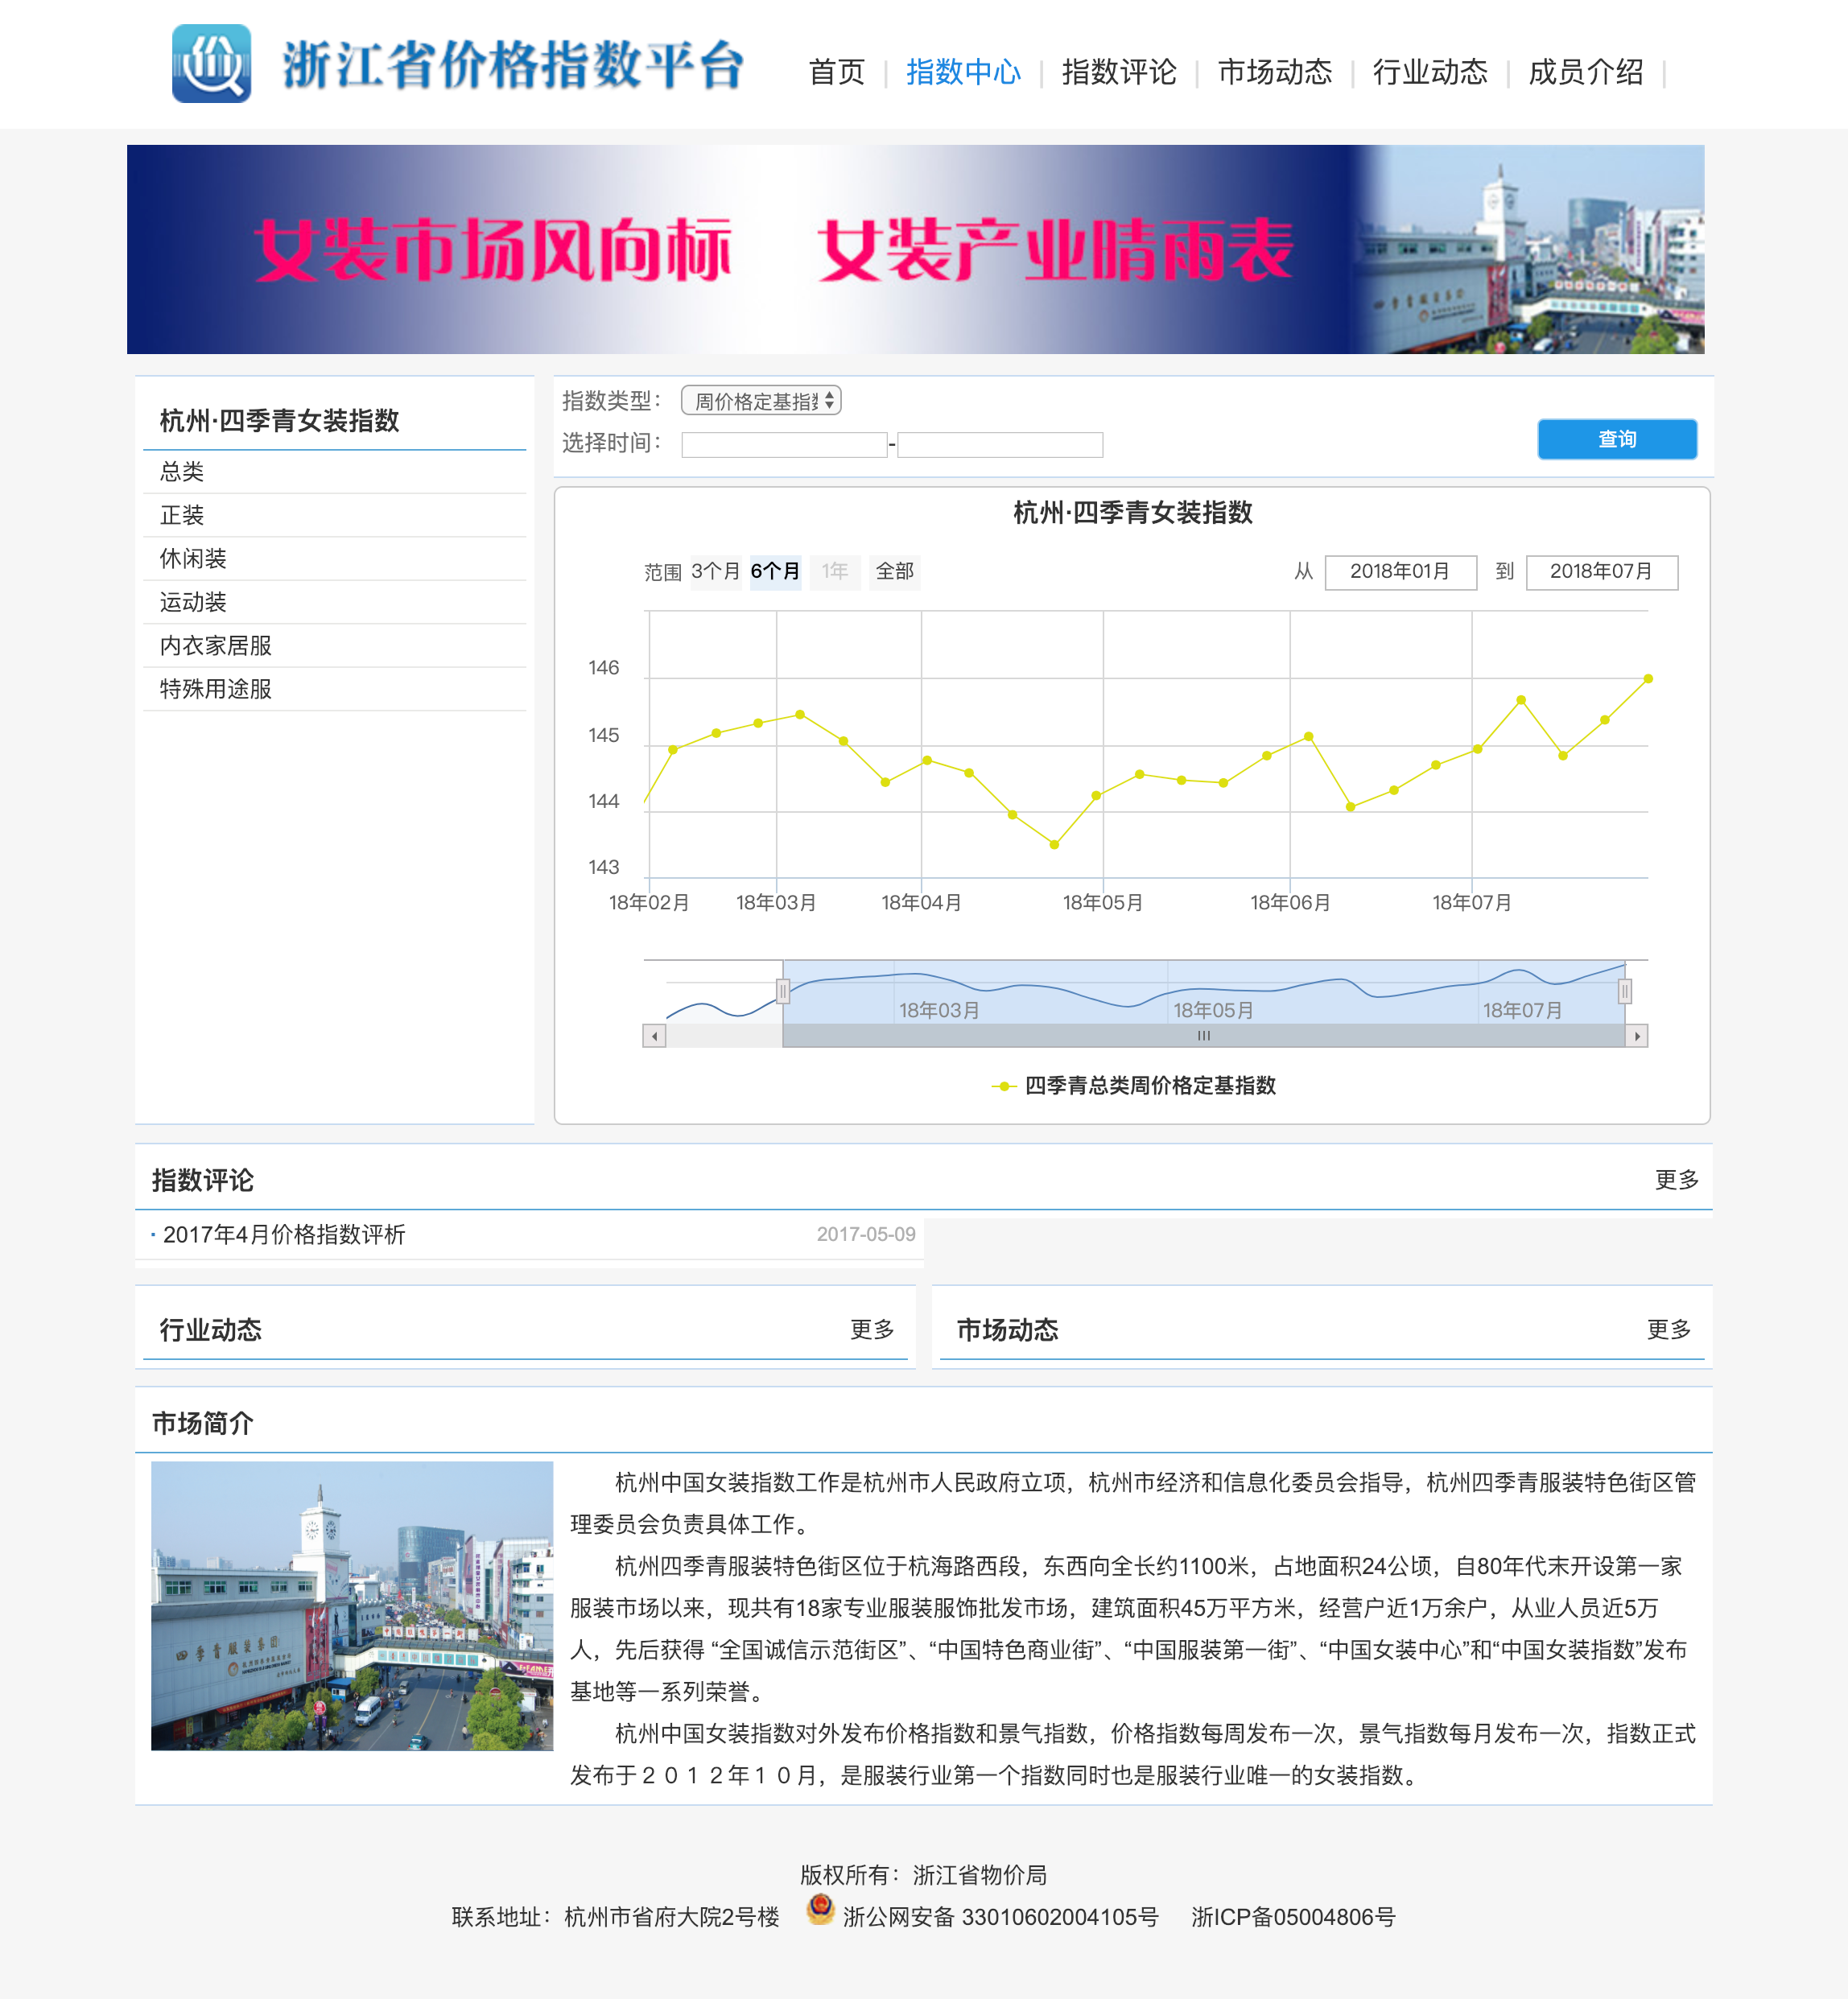 浙江省价格指数平台
首页 | 指数中心 | 指数评论 | 市场动态 | 行业动态 | 成员介绍 |
女装市场风向标 女装产业晴雨表
杭州·四季青女装指数
总类
正装
休闲装
运动装
内衣家居服
特殊用途服
指数类型：
周价格定基指
选择时间：
-
查询
杭州·四季青女装指数
范围 3个月 6个月 1年 全部
从 2018年01月 到 2018年07月
146
145
144
143
18年02月 18年03月 18年04月 18年05月 18年06月 18年07月
18年03月 18年05月 18年07月
四季青总类周价格定基指数
指数评论 更多
· 2017年4月价格指数评析 2017-05-09
行业动态 更多
市场动态 更多
市场简介
四季青服装集团
杭州中国女装指数工作是杭州市人民政府立项，杭州市经济和信息化委员会指导，杭州四季青服装特色街区管
理委员会负责具体工作。
杭州四季青服装特色街区位于杭海路西段，东西向全长约1100米，占地面积24公顷，自80年代末开设第一家
服装市场以来，现共有18家专业服装服饰批发市场，建筑面积45万平方米，经营户近1万余户，从业人员近5万
人，先后获得 “全国诚信示范街区”、“中国特色商业街”、“中国服装第一街”、“中国女装中心”和“中国女装指数”发布
基地等一系列荣誉。
杭州中国女装指数对外发布价格指数和景气指数，价格指数每周发布一次，景气指数每月发布一次，指数正式
发布于２０１２年１０月，是服装行业第一个指数同时也是服装行业唯一的女装指数。
版权所有：浙江省物价局
联系地址：杭州市省府大院2号楼 浙公网安备 33010602004105号 浙ICP备05004806号